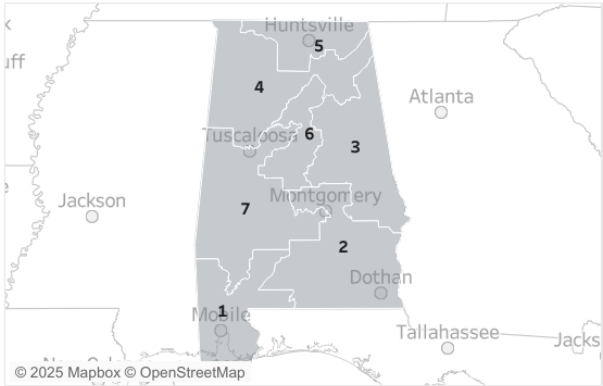 Huntsville
5
uff
4
Atlanta
Tuscaloosa
6
3
Jackson
Montgomery
7
2
Dothan
1
Mobile
Tallahassee
Jacks
© 2025 Mapbox © OpenStreetMap